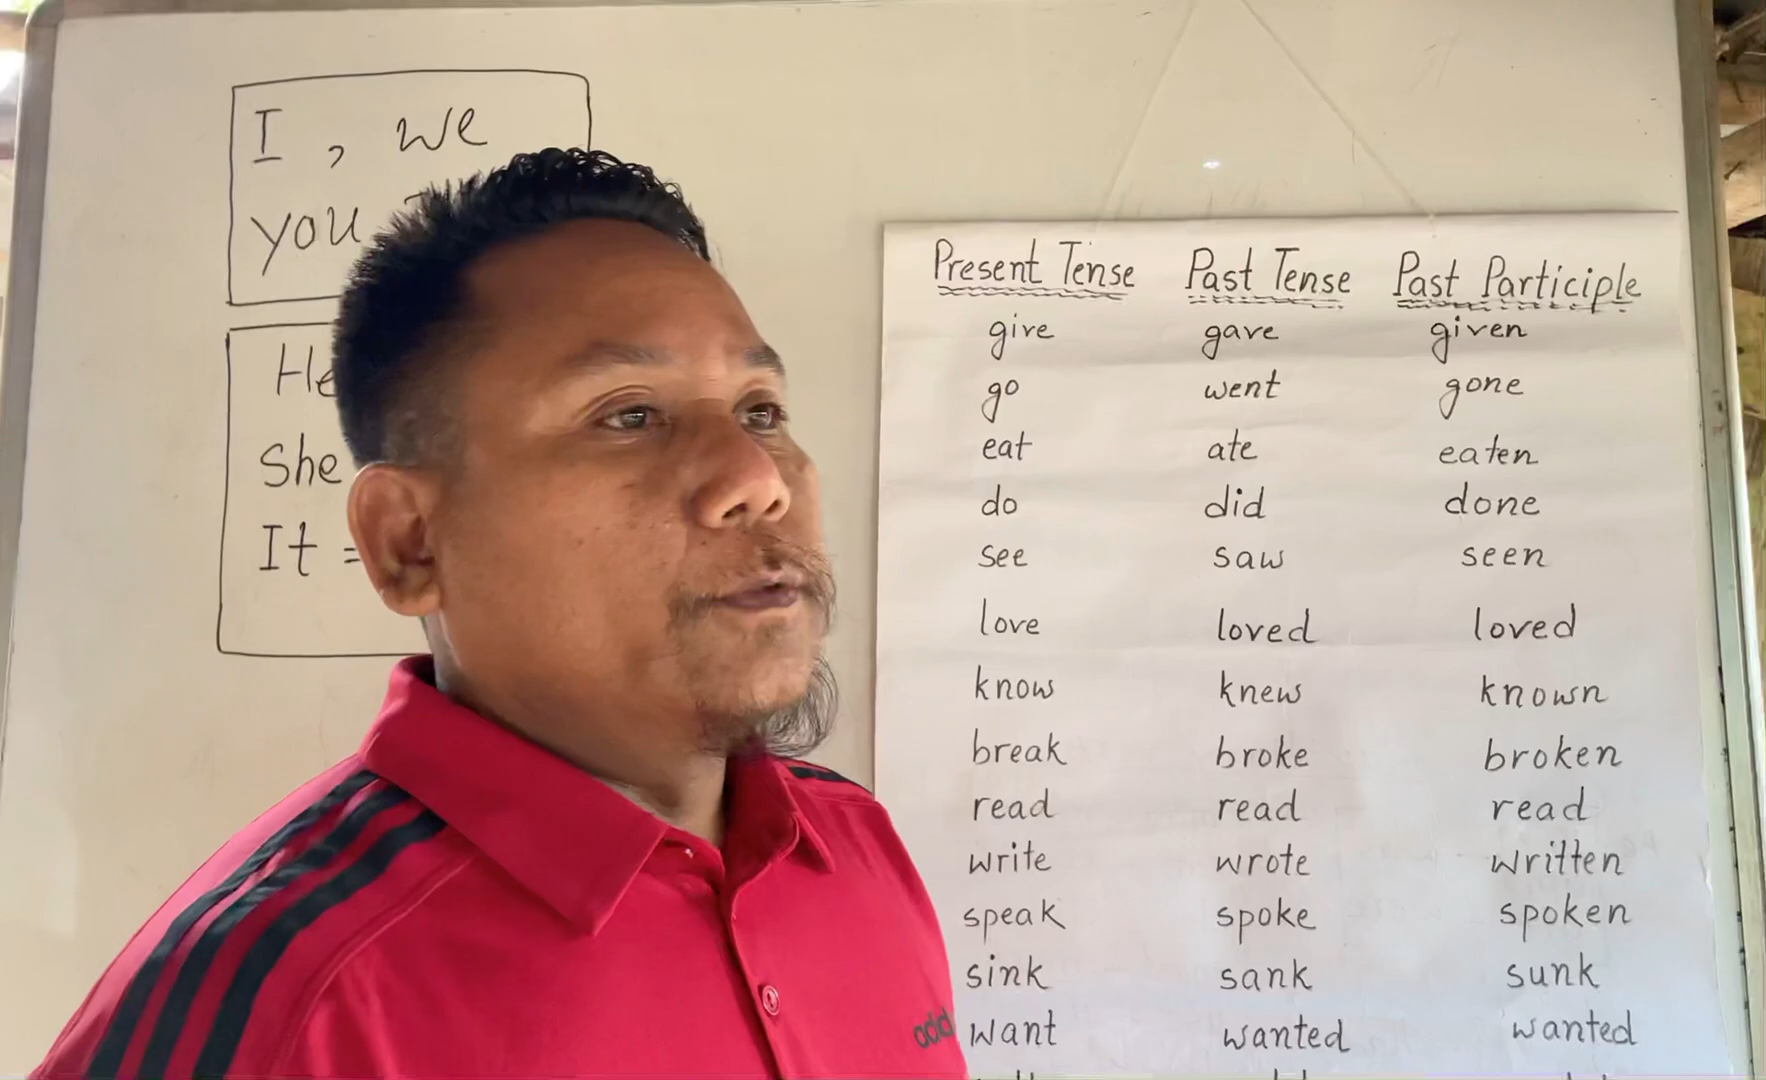 I, we
you
He
She
It =
Present Tense Past Tense Past Participle
give gave given
go went gone
eat ate eaten
do did done
see saw seen
love loved loved
know knew known
break broke broken
read read read
write wrote written
speak spoke spoken
sink sank sunk
want wanted wanted